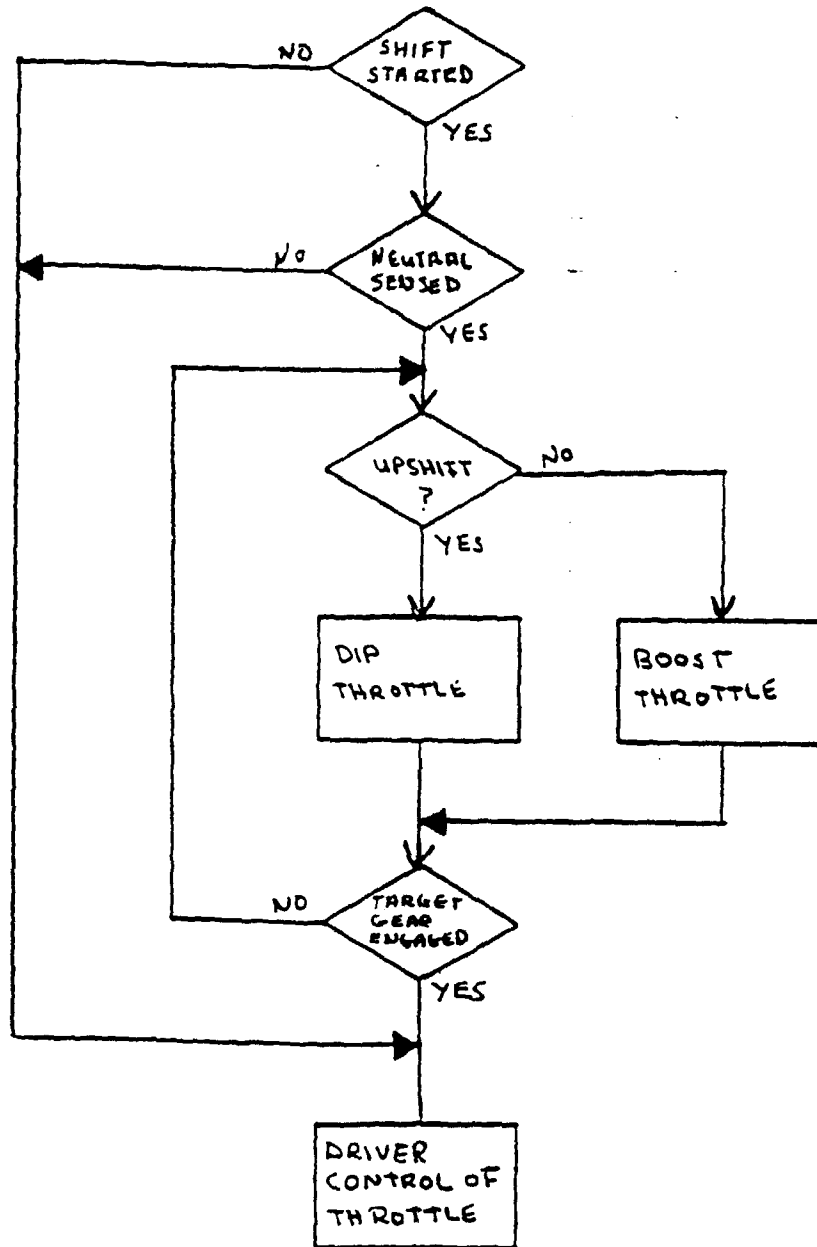 NO
SHIFT
STARTED
YES
NO
NEUTRAL
SENSED
YES
UPSHIFT
?
NO
YES
DIP
THROTTLE
BOOST
THROTTLE
NO
TARGET
GEAR
ENGAGED
YES
DRIVER
CONTROL OF
THROTTLE